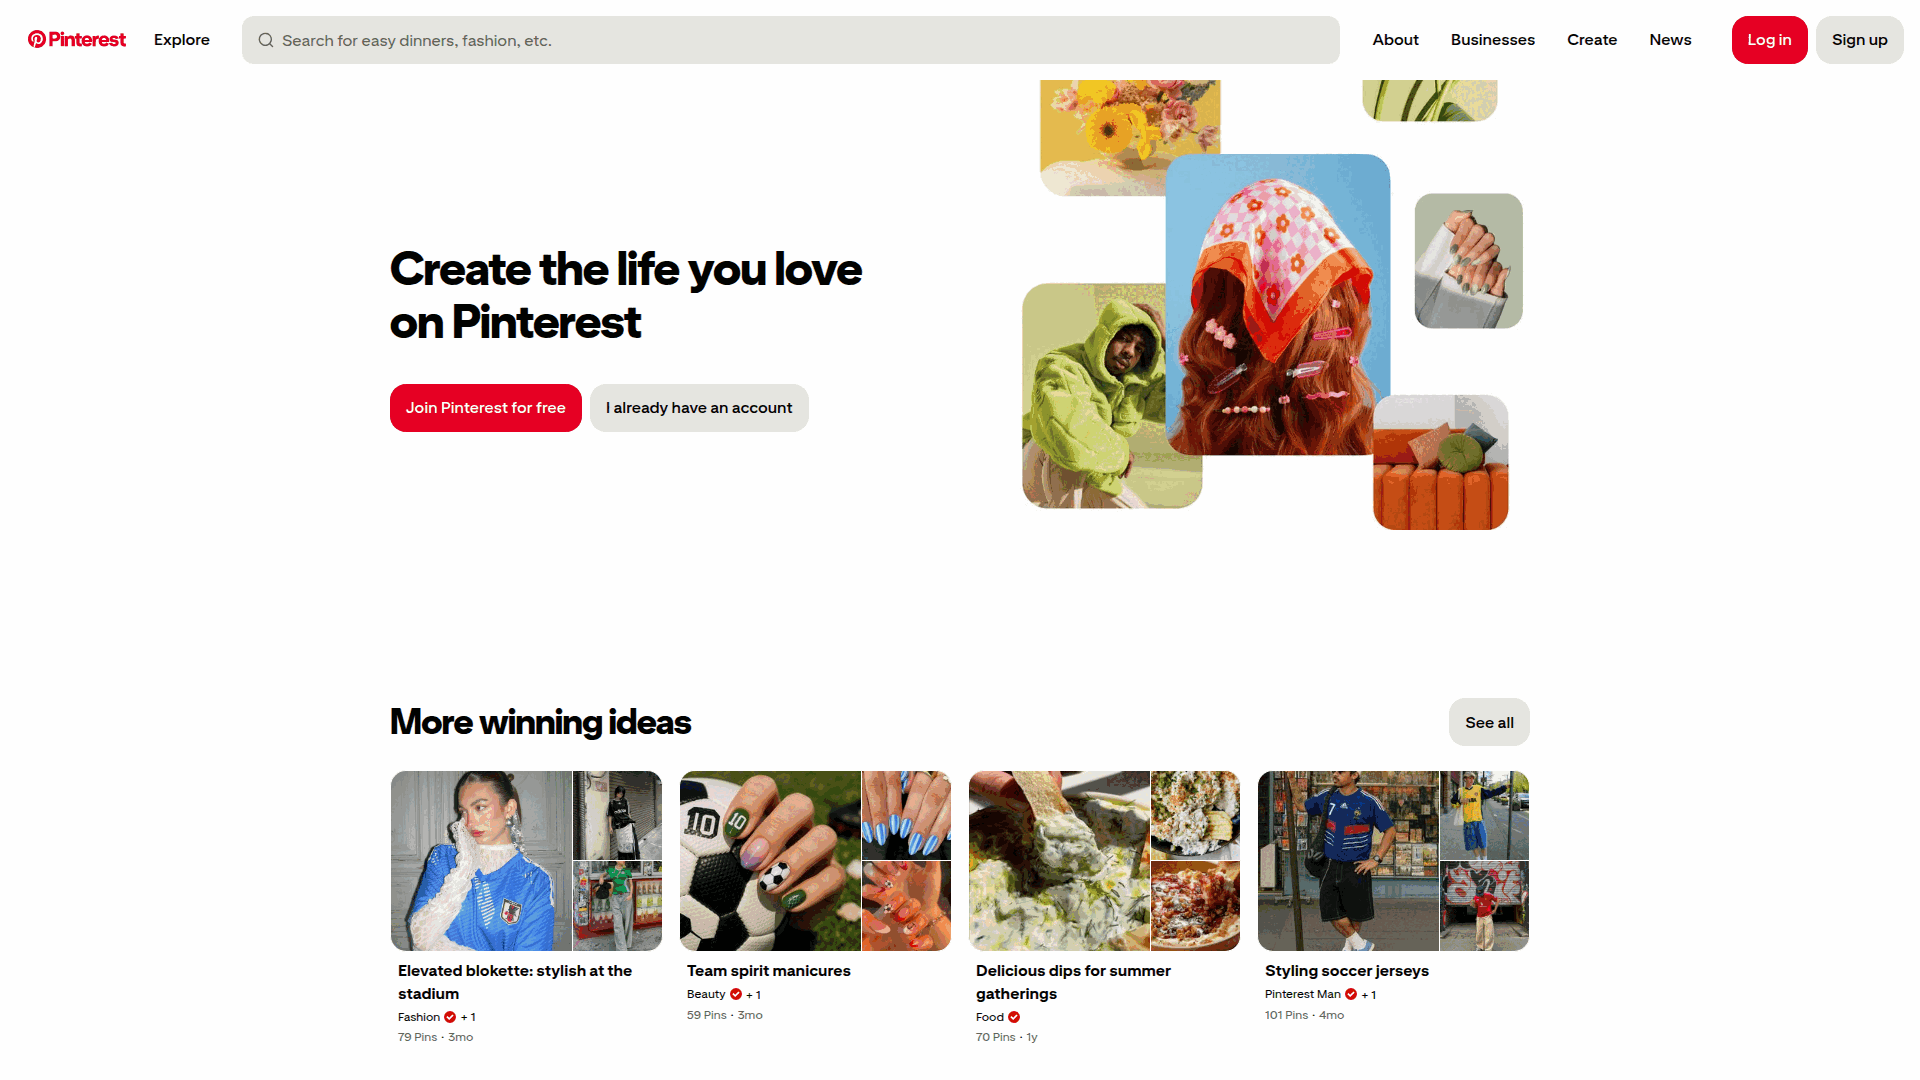 Pinterest
Explore
Search for easy dinners, fashion, etc.
About
Businesses
Create
News
Log in
Sign up
Create the life you love
on Pinterest
Join Pinterest for free
I already have an account
More winning ideas
See all
10
10
7
Elevated blokette: stylish at the
stadium
Fashion + 1
79 Pins · 3mo
Team spirit manicures
Beauty + 1
59 Pins · 3mo
Delicious dips for summer
gatherings
Food
70 Pins · 1y
Styling soccer jerseys
Pinterest Man + 1
101 Pins · 4mo